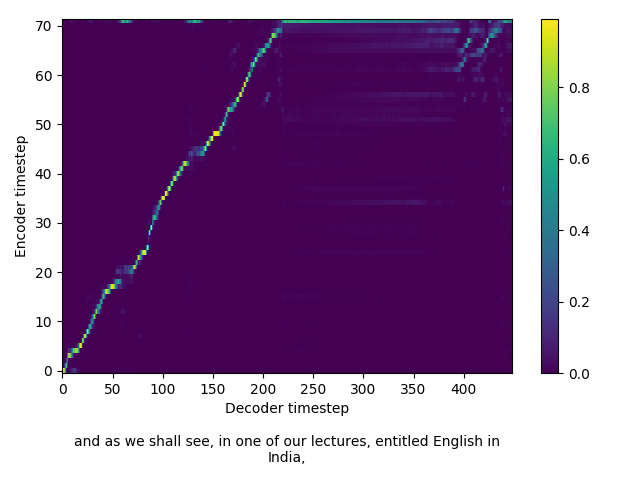 70
60
50
40
30
20
10
0
Encoder timestep
0 50 100 150 200 250 300 350 400
Decoder timestep
0.8
0.6
0.4
0.2
0.0
and as we shall see, in one of our lectures, entitled English in
India,